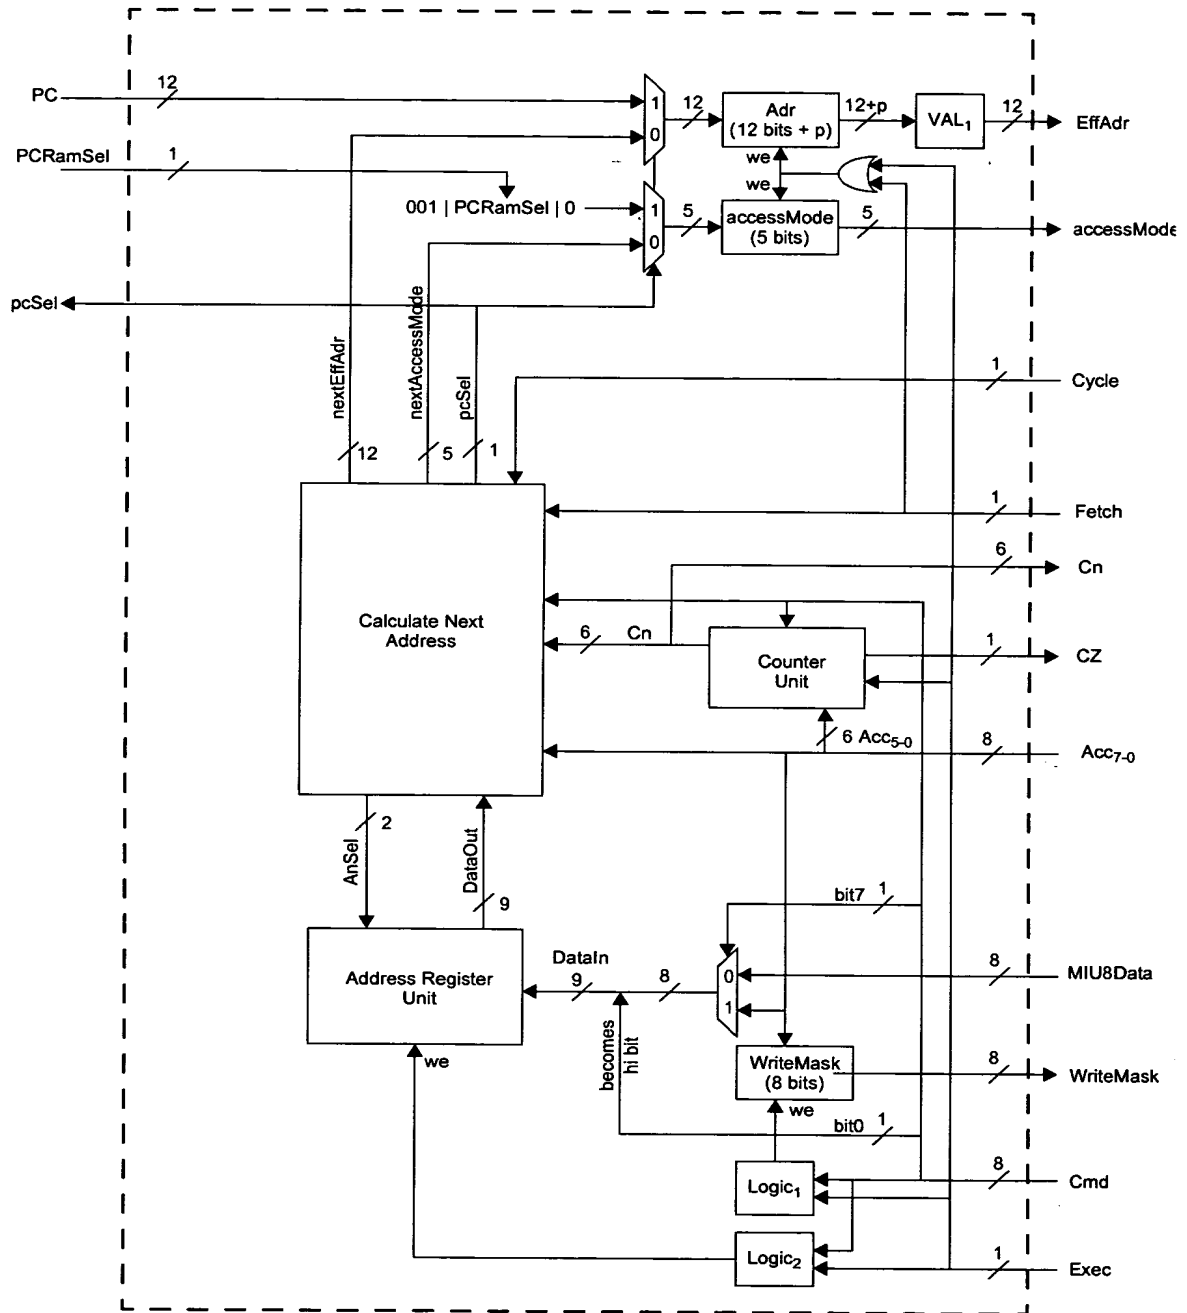 12
PC
1
0
12
Adr
(12 bits + p)
12+p
VAL1
12
EffAdr
PCRamSel
1
we
we
001 | PCRamSel | 0
1
0
5
accessMode
(5 bits)
5
accessMode
pcSel
nextEffAdr
nextAccessMode
pcSel
1
Cycle
12
5
1
1
Fetch
6
Cn
Calculate Next
Address
6
Cn
Counter
Unit
1
CZ
6 Acc5-0
8
Acc7-0
2
AnSel
DataOut
9
bit7
1
Address Register
Unit
DataIn
9
8
0
1
8
MIU8Data
becomes
hi bit
we
WriteMask
(8 bits)
8
WriteMask
we
bit0
1
Logic1
8
Cmd
Logic2
1
Exec